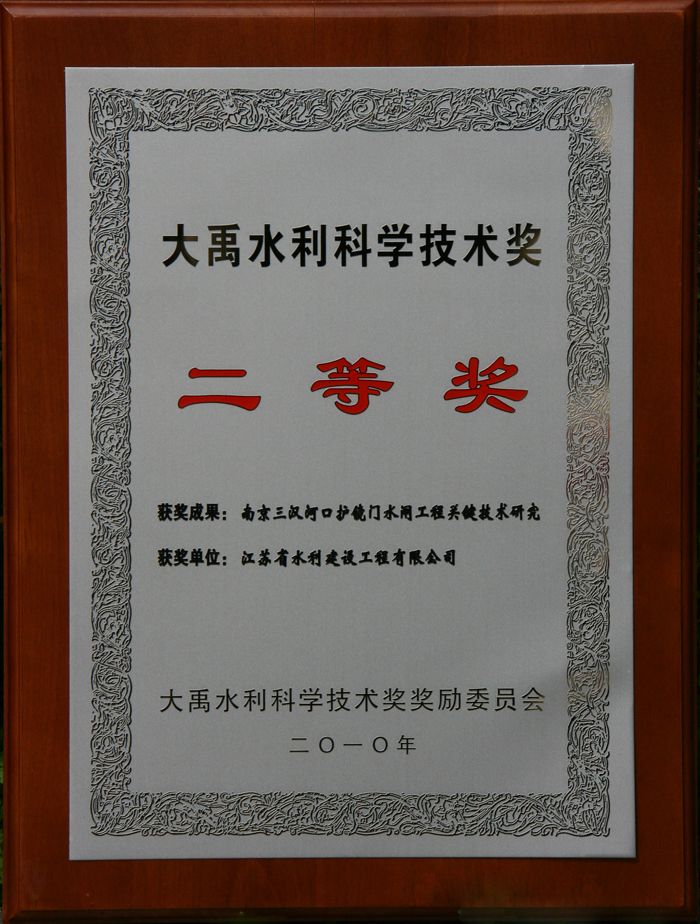 大禹水利科学技术奖
二等奖
获奖成果：南京三汊河口护镜门水闸工程关键技术研究
获奖单位：江苏省水利建设工程有限公司
大禹水利科学技术奖奖励委员会
二〇一〇年